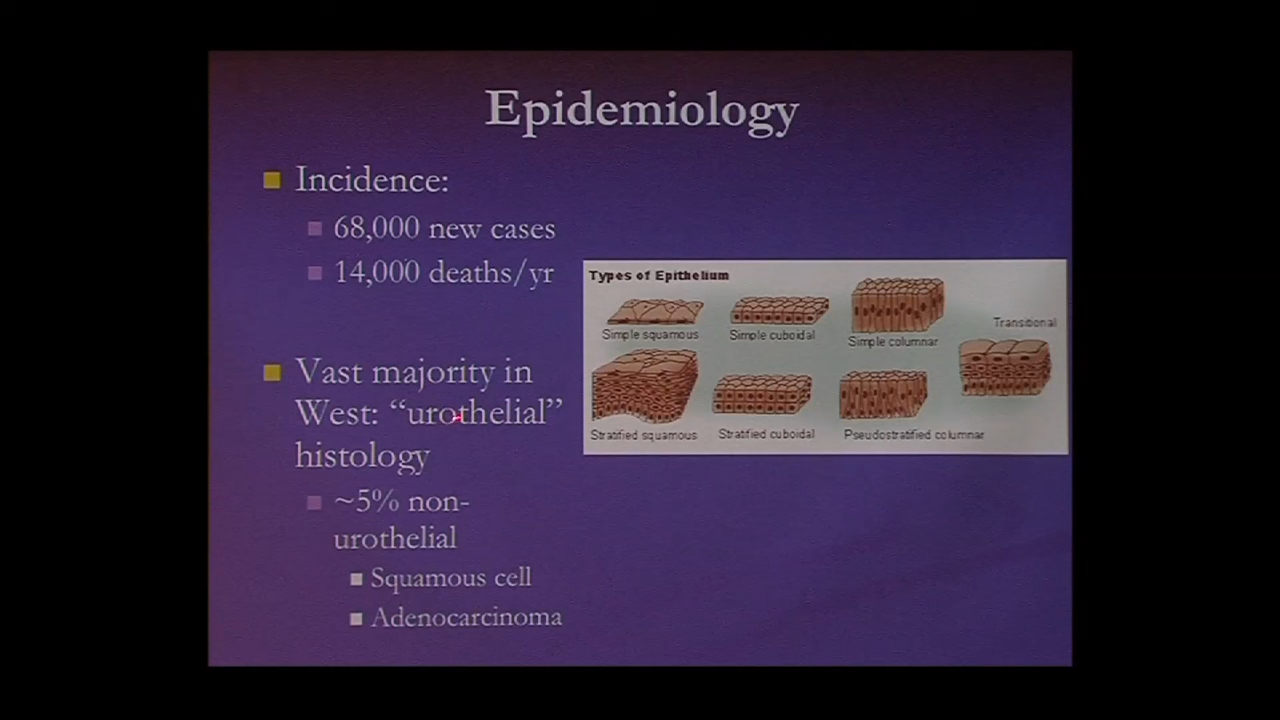 Epidemiology
Incidence:
68,000 new cases
14,000 deaths/yr
Vast majority in
West: “urothelial”
histology
~5% non-
urothelial
Squamous cell
Adenocarcinoma
Types of Epithelium
Simple squamous
Simple cuboidal
Simple columnar
Transitional
Stratified squamous
Stratified cuboidal
Pseudostratified columnar